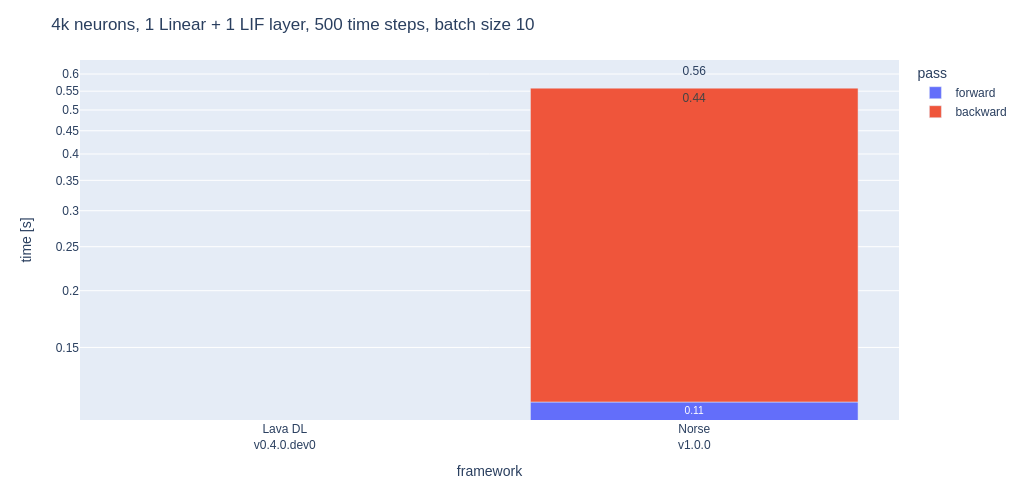 4k neurons, 1 Linear + 1 LIF layer, 500 time steps, batch size 10
pass
forward
backward
0.56
0.44
0.11
0.6
0.55
0.5
0.45
0.4
0.35
0.3
0.25
0.2
0.15
time [s]
Lava DL
v0.4.0.dev0
Norse
v1.0.0
framework